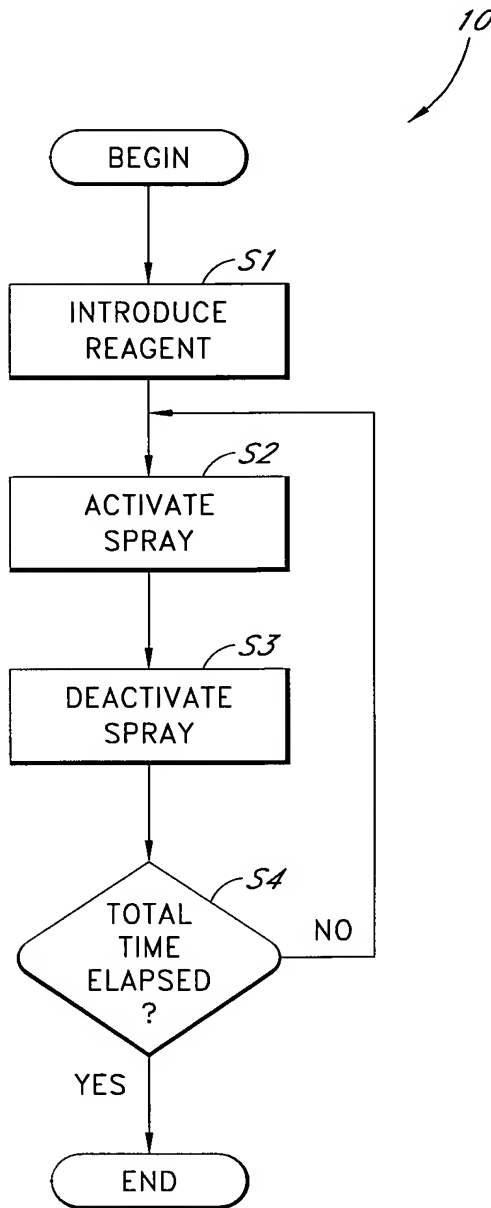 10
BEGIN
S1
INTRODUCE
REAGENT
S2
ACTIVATE
SPRAY
S3
DEACTIVATE
SPRAY
S4
TOTAL
TIME
ELAPSED
?
NO
YES
END